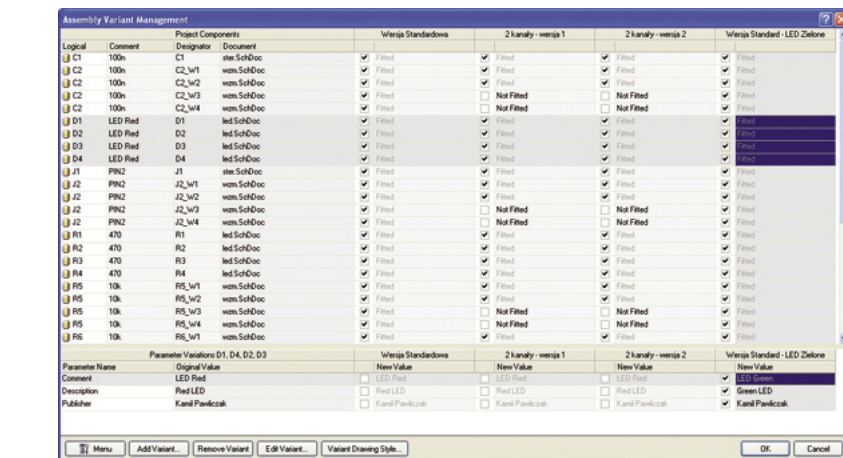 Assembly Variant Management
Project Components Wersja Standardowa 2 kanały - wersja 1 2 kanały - wersja 2 Wersja Standard - LED Zielone
Logical Comment Designator Document
C1 100n C1 ster.SchDoc Fitted Fitted Fitted Fitted
C2 100n C2_W1 wzm.SchDoc Fitted Fitted Fitted Fitted
C2 100n C2_W2 wzm.SchDoc Fitted Fitted Fitted Fitted
C2 100n C2_W3 wzm.SchDoc Fitted Not Fitted Not Fitted Fitted
C2 100n C2_W4 wzm.SchDoc Fitted Not Fitted Not Fitted Fitted
D1 LED Red D1 led.SchDoc Fitted Fitted Fitted Fitted
D2 LED Red D2 led.SchDoc Fitted Fitted Fitted Fitted
D3 LED Red D3 led.SchDoc Fitted Fitted Fitted Fitted
D4 LED Red D4 led.SchDoc Fitted Fitted Fitted Fitted
J1 PIN2 J1 ster.SchDoc Fitted Fitted Fitted Fitted
J2 PIN2 J2_W1 wzm.SchDoc Fitted Fitted Fitted Fitted
J2 PIN2 J2_W2 wzm.SchDoc Fitted Fitted Fitted Fitted
J2 PIN2 J2_W3 wzm.SchDoc Fitted Not Fitted Not Fitted Fitted
J2 PIN2 J2_W4 wzm.SchDoc Fitted Not Fitted Not Fitted Fitted
R1 470 R1 led.SchDoc Fitted Fitted Fitted Fitted
R2 470 R2 led.SchDoc Fitted Fitted Fitted Fitted
R3 470 R3 led.SchDoc Fitted Fitted Fitted Fitted
R4 470 R4 led.SchDoc Fitted Fitted Fitted Fitted
R5 10k R5_W1 wzm.SchDoc Fitted Fitted Fitted Fitted
R5 10k R5_W2 wzm.SchDoc Fitted Fitted Fitted Fitted
R5 10k R5_W3 wzm.SchDoc Fitted Not Fitted Not Fitted Fitted
R5 10k R5_W4 wzm.SchDoc Fitted Not Fitted Not Fitted Fitted
R6 10k R6_W1 wzm.SchDoc Fitted Fitted Fitted Fitted
Parameter Variations D1, D4, D2, D3 Wersja Standardowa 2 kanały - wersja 1 2 kanały - wersja 2 Wersja Standard - LED Zielone
Parameter Name Original Value New Value New Value New Value New Value
Comment LED Red LED Red LED Red LED Red LED Green
Description Red LED Red LED Red LED Red LED Green LED
Publisher Kamil Pawliczak Kamil Pawliczak Kamil Pawliczak Kamil Pawliczak Kamil Pawliczak
Menu Add Variant... Remove Variant Edit Variant... Variant Drawing Style... OK Cancel